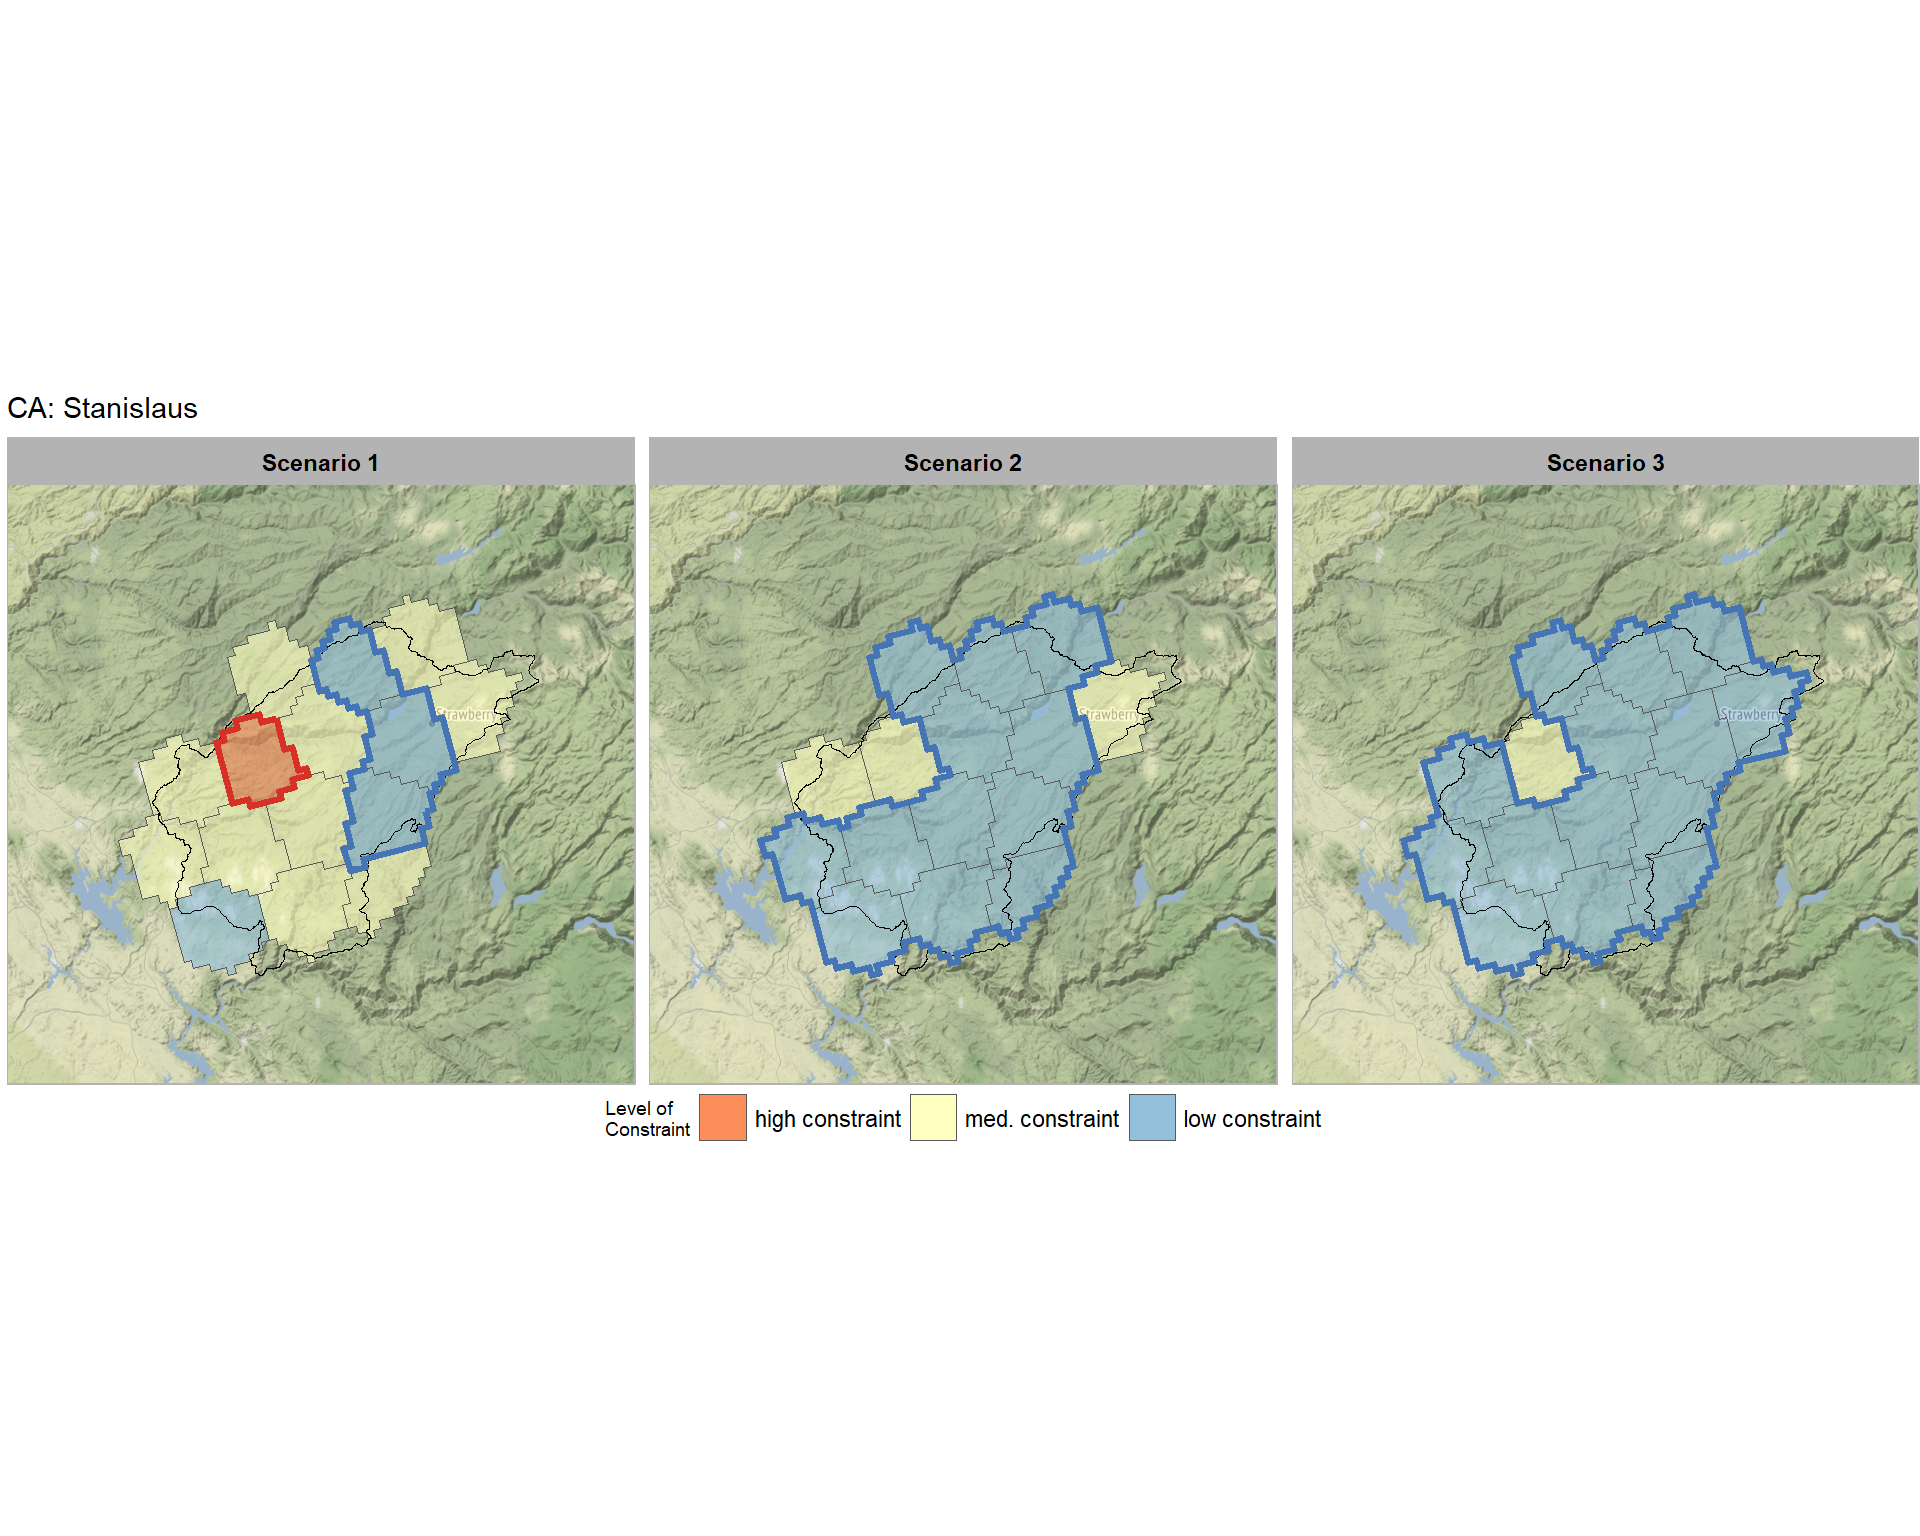 CA: Stanislaus
Scenario 1
Scenario 2
Scenario 3
Strawberry
Strawberry
Strawberry
Level of
Constraint
high constraint
med. constraint
low constraint